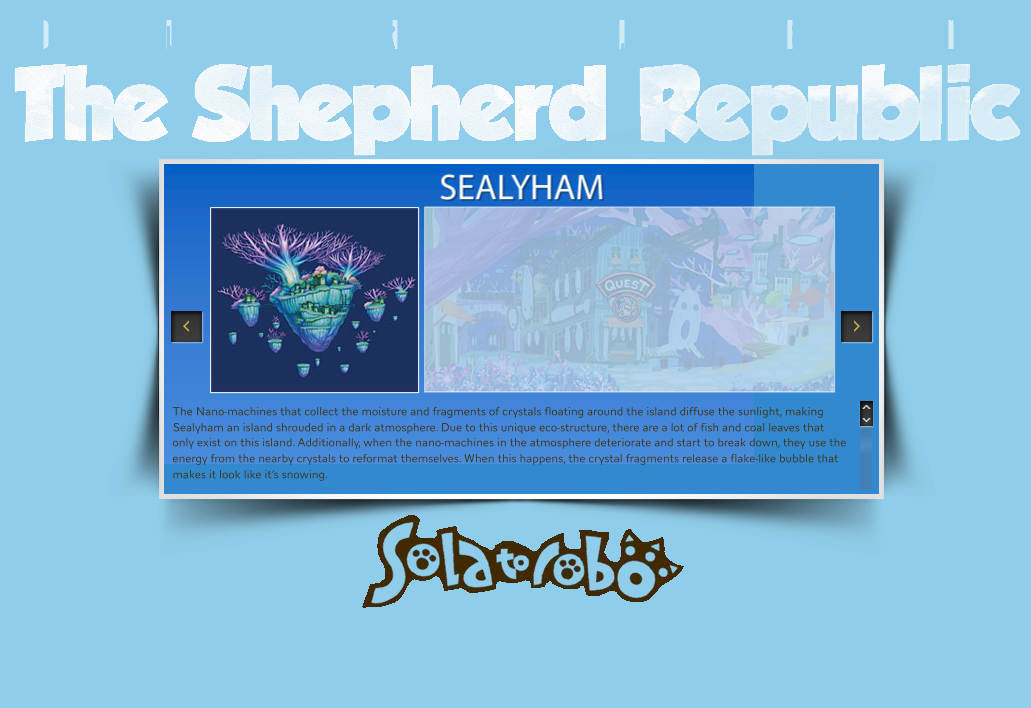 The Shepherd Republic
SEALYHAM
QUEST
The Nano-machines that collect the moisture and fragments of crystals floating around the island diffuse the sunlight, making
Sealyham an island shrouded in a dark atmosphere. Due to this unique eco-structure, there are a lot of fish and coal leaves that
only exist on this island. Additionally, when the nano-machines in the atmosphere deteriorate and start to break down, they use the
energy from the nearby crystals to reformat themselves. When this happens, the crystal fragments release a flake-like bubble that
makes it look like it's snowing.
Solatorobo